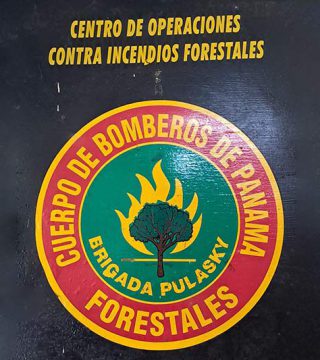 CENTRO DE OPERACIONES
CONTRA INCENDIOS FORESTALES
CUERPO DE BOMBEROS DE PANAMA
BRIGADA PULASKY
FORESTALES